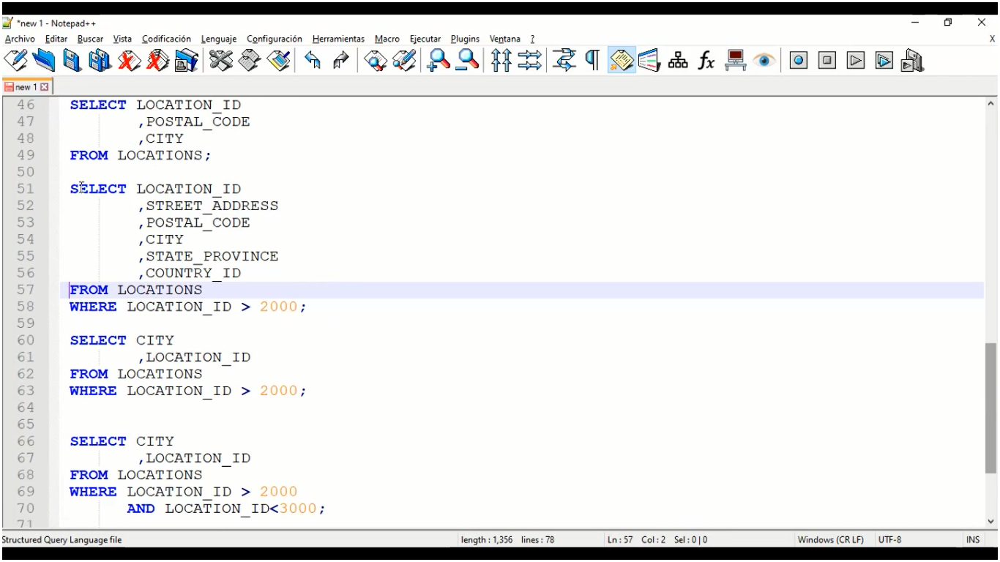 *new 1 - Notepad++
Archivo Editar Buscar Vista Codificación Lenguaje Configuración Herramientas Macro Ejecutar Plugins Ventana ? X
new 1
46 SELECT LOCATION_ID
47 ,POSTAL_CODE
48 ,CITY
49 FROM LOCATIONS;
50
51 SELECT LOCATION_ID
52 ,STREET_ADDRESS
53 ,POSTAL_CODE
54 ,CITY
55 ,STATE_PROVINCE
56 ,COUNTRY_ID
57 FROM LOCATIONS
58 WHERE LOCATION_ID > 2000;
59
60 SELECT CITY
61 ,LOCATION_ID
62 FROM LOCATIONS
63 WHERE LOCATION_ID > 2000;
64
65
66 SELECT CITY
67 ,LOCATION_ID
68 FROM LOCATIONS
69 WHERE LOCATION_ID > 2000
70 AND LOCATION_ID<3000;
71
Structured Query Language file length : 1,356 lines : 78 Ln : 57 Col : 2 Sel : 0 | 0 Windows (CR LF) UTF-8 INS